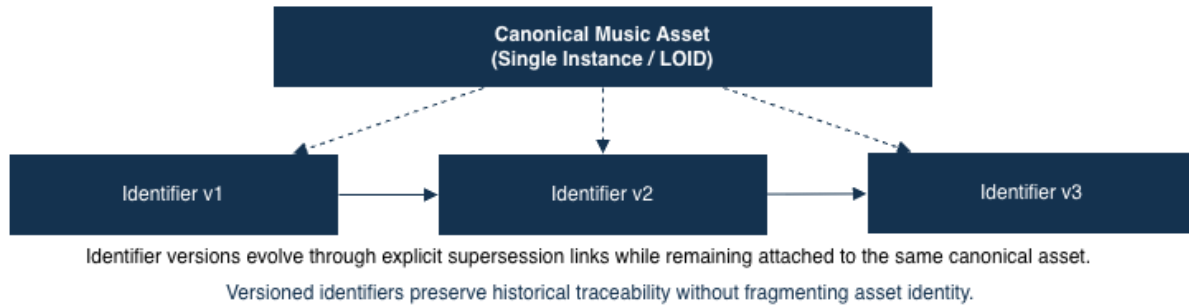 Canonical Music Asset
(Single Instance / LOID)
Identifier v1
Identifier v2
Identifier v3
Identifier versions evolve through explicit supersession links while remaining attached to the same canonical asset.
Versioned identifiers preserve historical traceability without fragmenting asset identity.